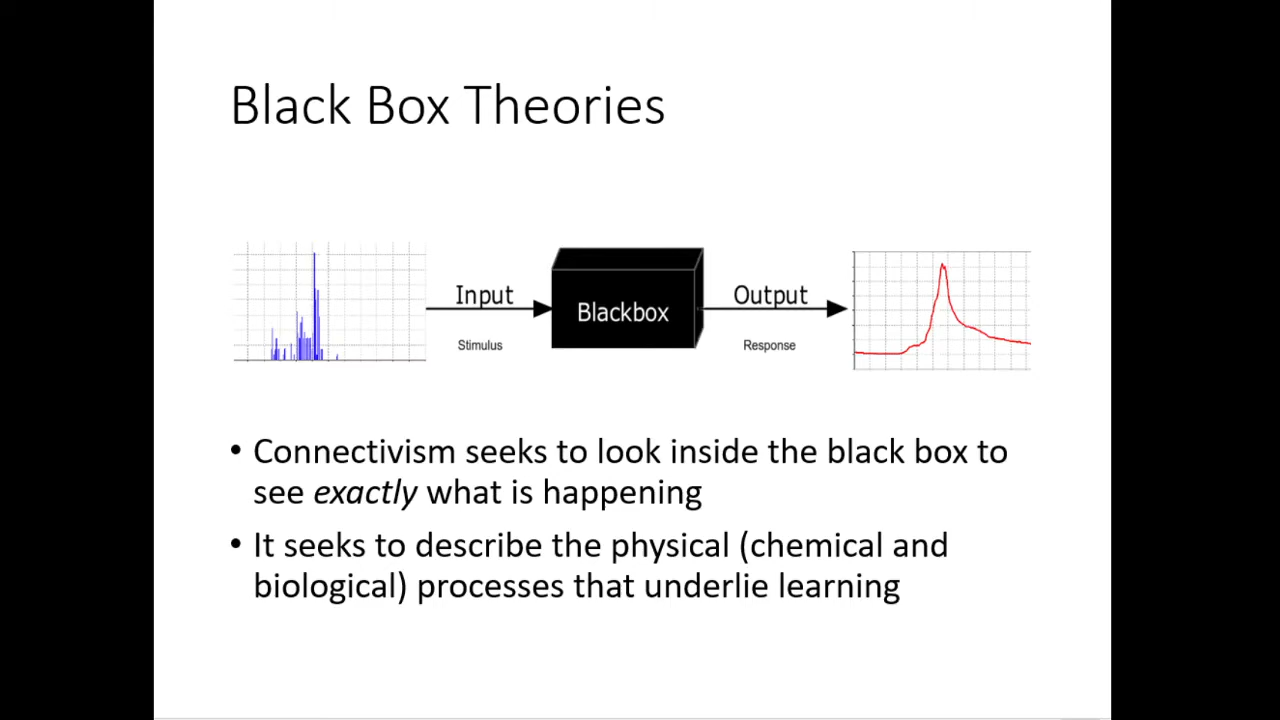 Black Box Theories
Input
Blackbox
Output
Stimulus
Response
• Connectivism seeks to look inside the black box to
see exactly what is happening
• It seeks to describe the physical (chemical and
biological) processes that underlie learning